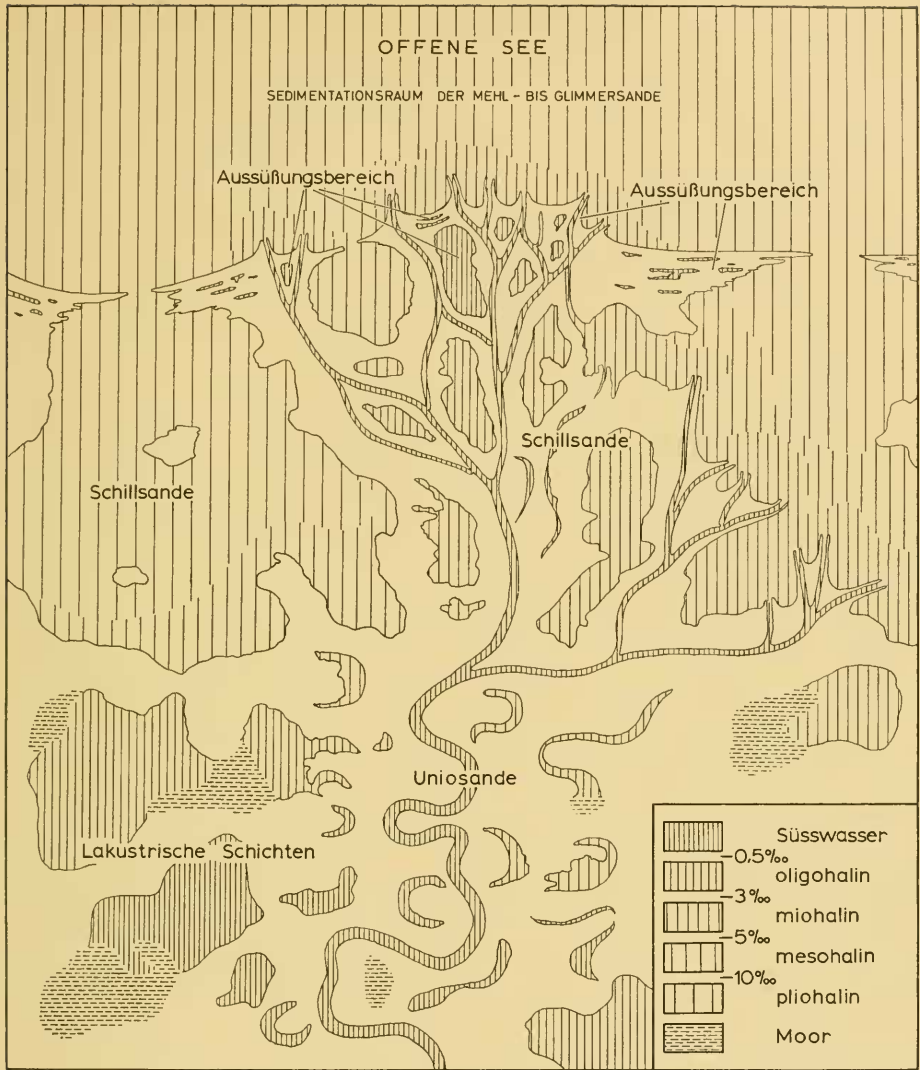 OFFENE SEE
SEDIMENTATIONSRAUM DER MEHL- BIS GLIMMERSANDE
Aussüßungsbereich
Aussüßungsbereich
Schillsande
Schillsande
Uniosande
Lakustrische Schichten
Süsswasser
-0,5‰
oligohalin
-3‰
miohalin
-5‰
mesohalin
-10‰
pliohalin
Moor